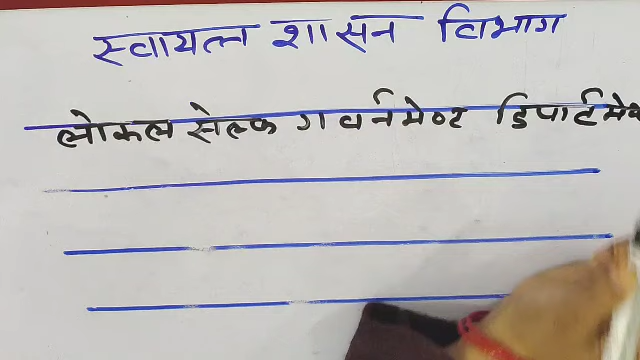 स्वायत्न शासन विभाग
लोकल सेल्फ गवर्नमेण्ट डिपार्टमेन